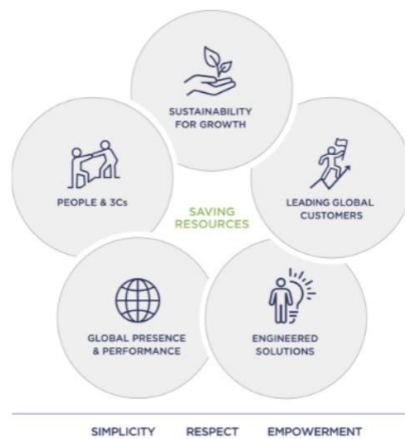 SUSTAINABILITY
FOR GROWTH
PEOPLE & 3Cs
LEADING GLOBAL
CUSTOMERS
SAVING
RESOURCES
GLOBAL PRESENCE
& PERFORMANCE
ENGINEERED
SOLUTIONS
SIMPLICITY RESPECT EMPOWERMENT